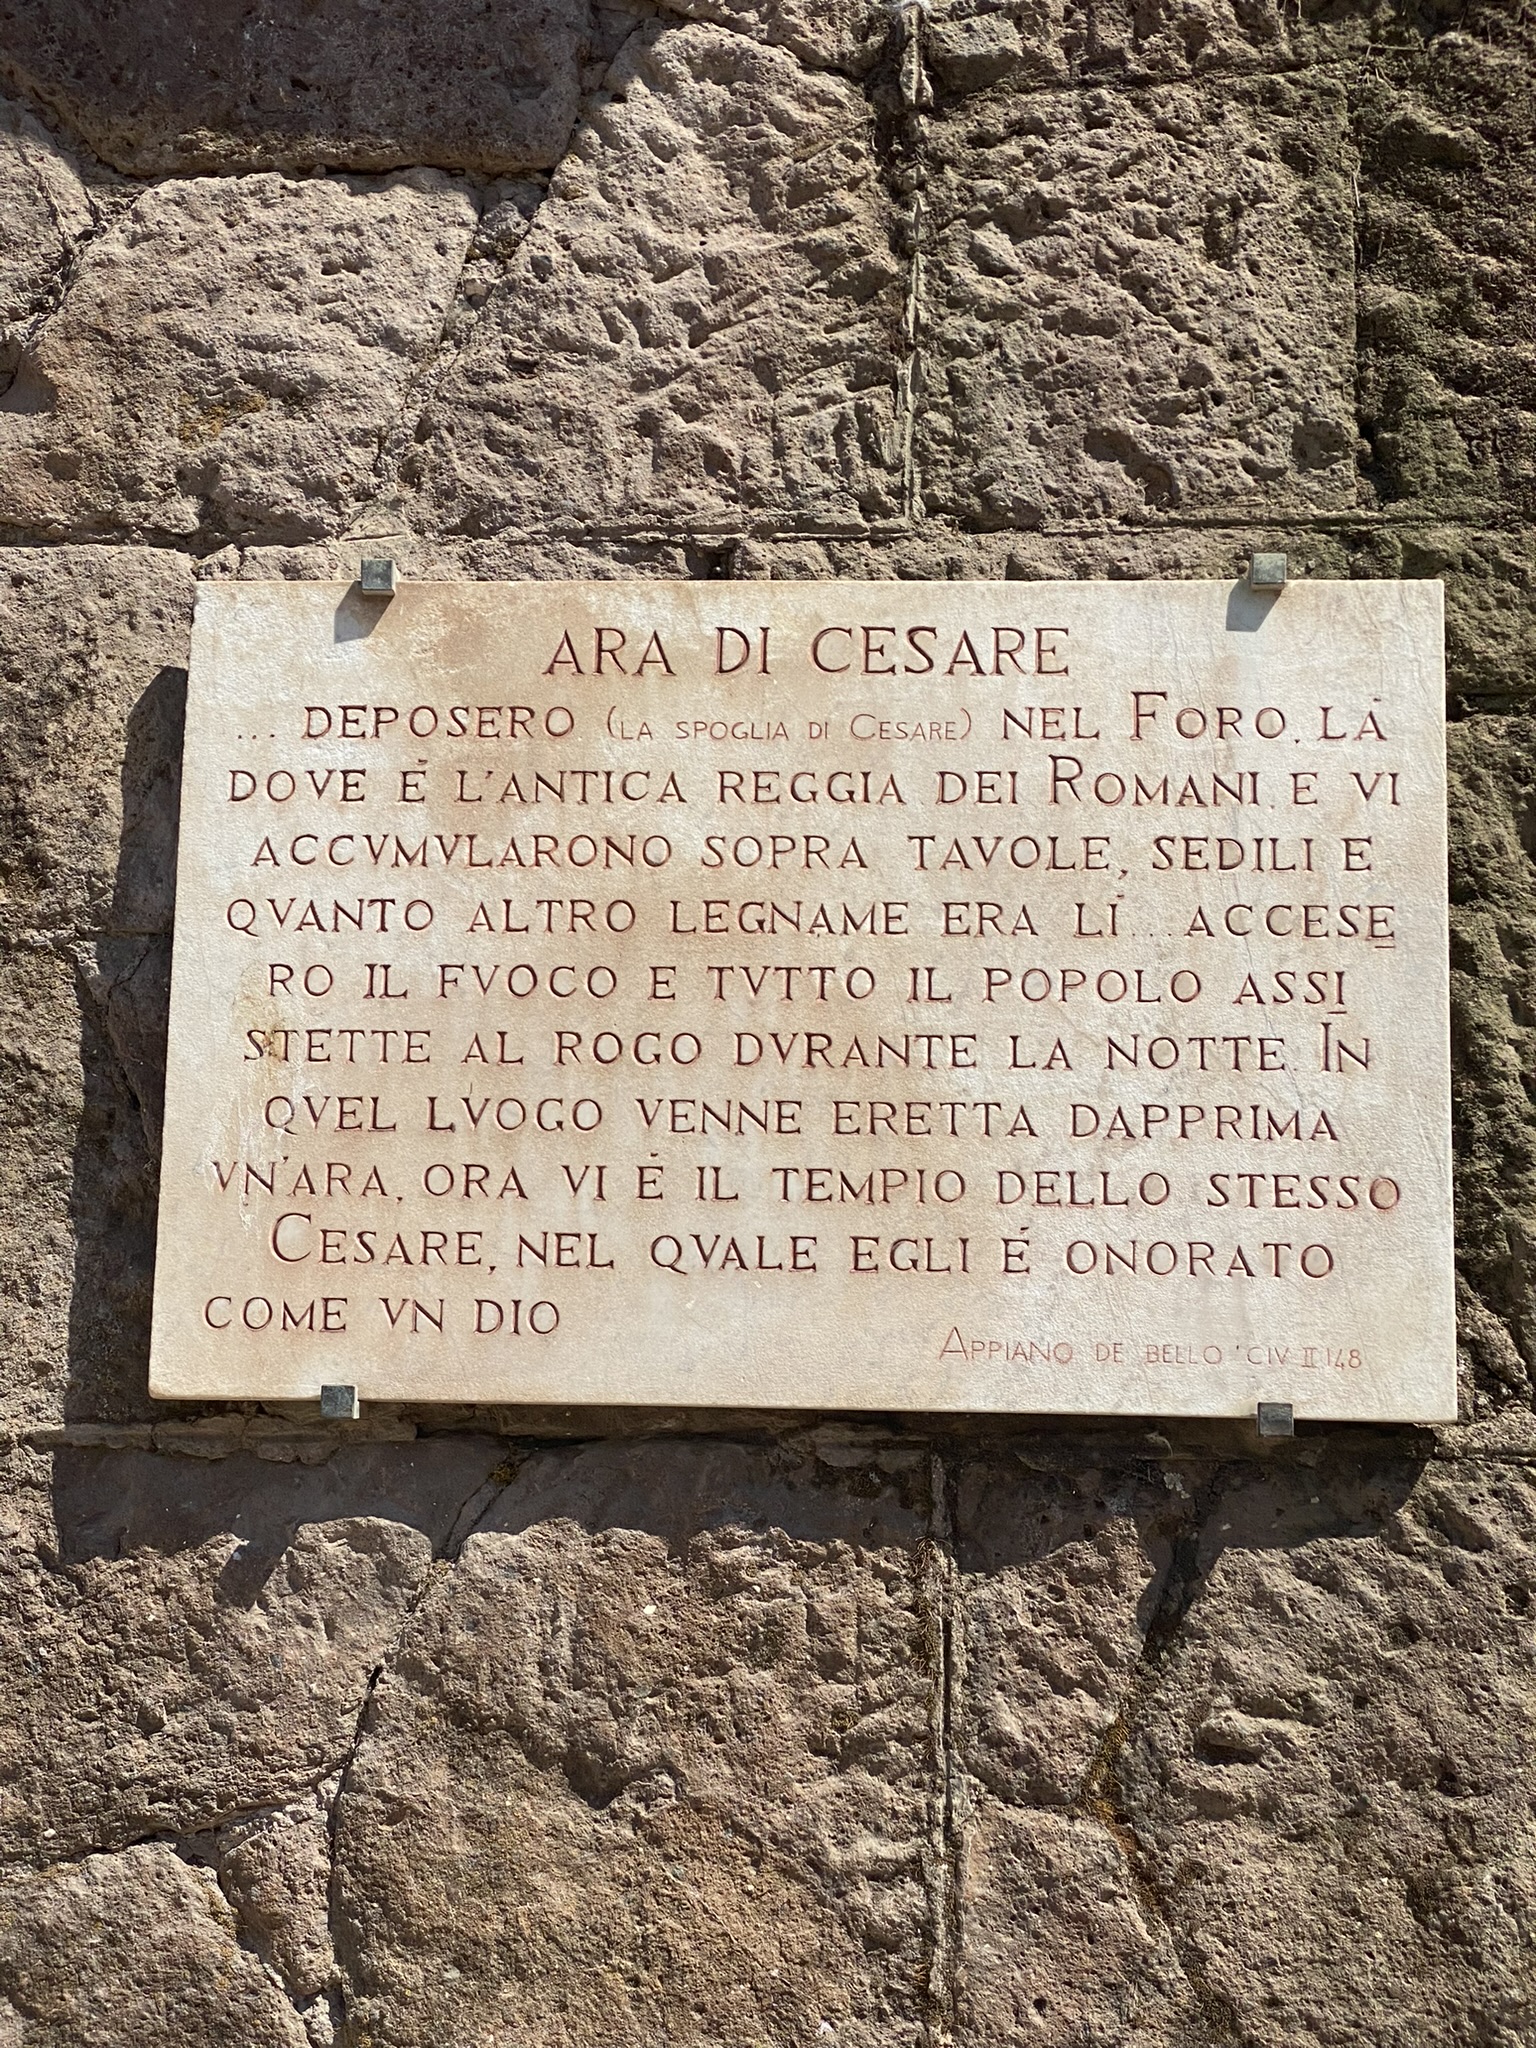 ARA DI CESARE
... DEPOSERO (LA SPOGLIA DI CESARE) NEL FORO, LÁ
DOVE É L'ANTICA REGGIA DEI ROMANI, E VI
ACCVMVLARONO SOPRA TAVOLE, SEDILI E
QVANTO ALTRO LEGNAME ERA LÍ... ACCESE
RO IL FVOCO E TVTTO IL POPOLO ASSI
STETTE AL ROGO DVRANTE LA NOTTE. IN
QVEL LVOGO VENNE ERETTA DAPPRIMA
VN'ARA, ORA VI É IL TEMPIO DELLO STESSO
CESARE, NEL QVALE EGLI É ONORATO
COME VN DIO
APPIANO DE BELLO CIV II 148